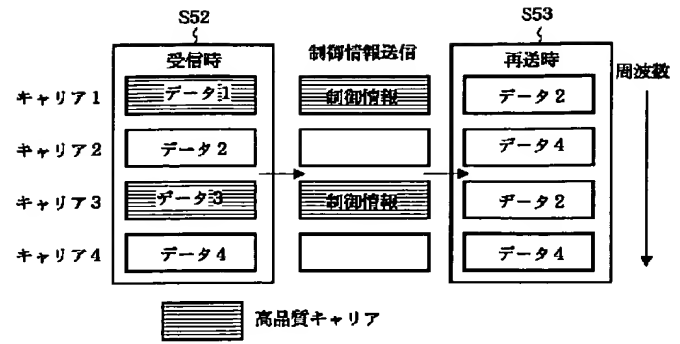 S52
S53
受信時
制御情報送信
再送時
周波数
キャリア1
データ1
制御情報
データ2
キャリア2
データ2
データ4
キャリア3
データ3
制御情報
データ2
キャリア4
データ4
データ4
高品質キャリア